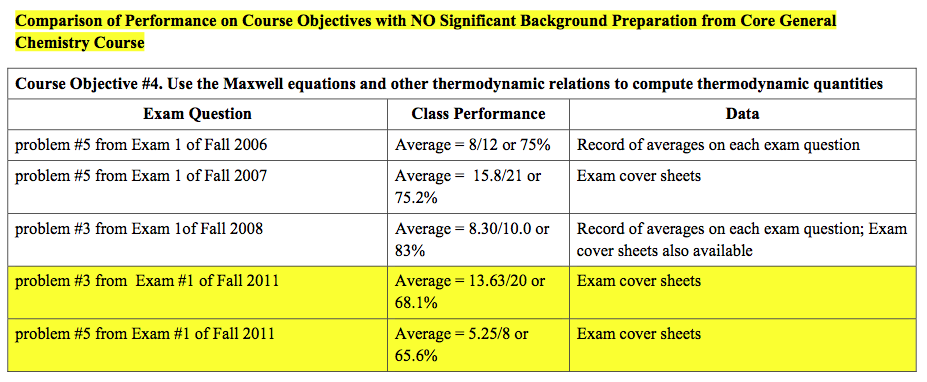 Comparison of Performance on Course Objectives with NO Significant Background Preparation from Core General
Chemistry Course
Course Objective #4. Use the Maxwell equations and other thermodynamic relations to compute thermodynamic quantities
Exam Question Class Performance Data
problem #5 from Exam 1 of Fall 2006 Average = 8/12 or 75% Record of averages on each exam question
problem #5 from Exam 1 of Fall 2007 Average =  15.8/21 or Exam cover sheets
75.2%
problem #3 from Exam 1of Fall 2008 Average = 8.30/10.0 or Record of averages on each exam question; Exam
83% cover sheets also available
problem #3 from  Exam #1 of Fall 2011 Average = 13.63/20 or Exam cover sheets
68.1%
problem #5 from Exam #1 of Fall 2011 Average = 5.25/8 or Exam cover sheets
65.6%